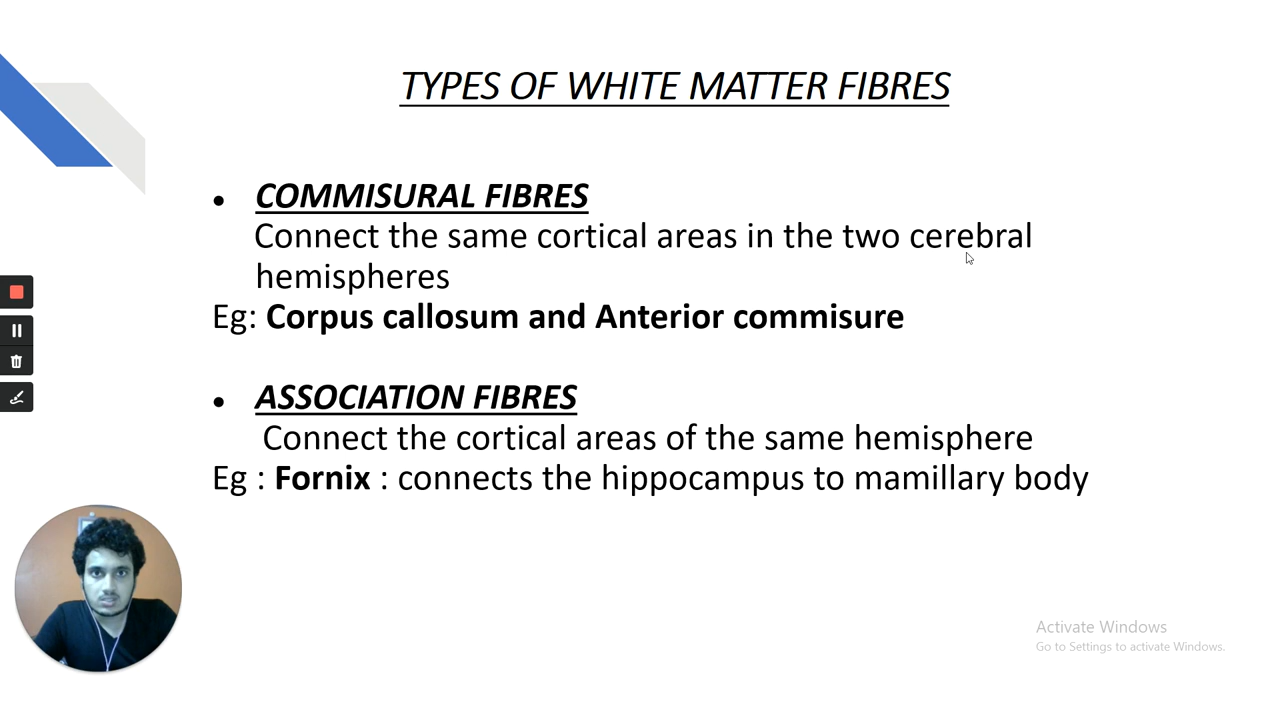 TYPES OF WHITE MATTER FIBRES
• COMMISURAL FIBRES
Connect the same cortical areas in the two cerebral
hemispheres
Eg: Corpus callosum and Anterior commisure
• ASSOCIATION FIBRES
Connect the cortical areas of the same hemisphere
Eg : Fornix : connects the hippocampus to mamillary body
Activate Windows
Go to Settings to activate Windows.